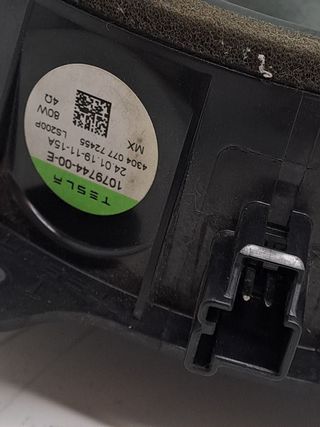 TESLA
1079744-00-E
24.01.19-11-15A
4304 077 72455
MX
LS200P
80W
4Ω